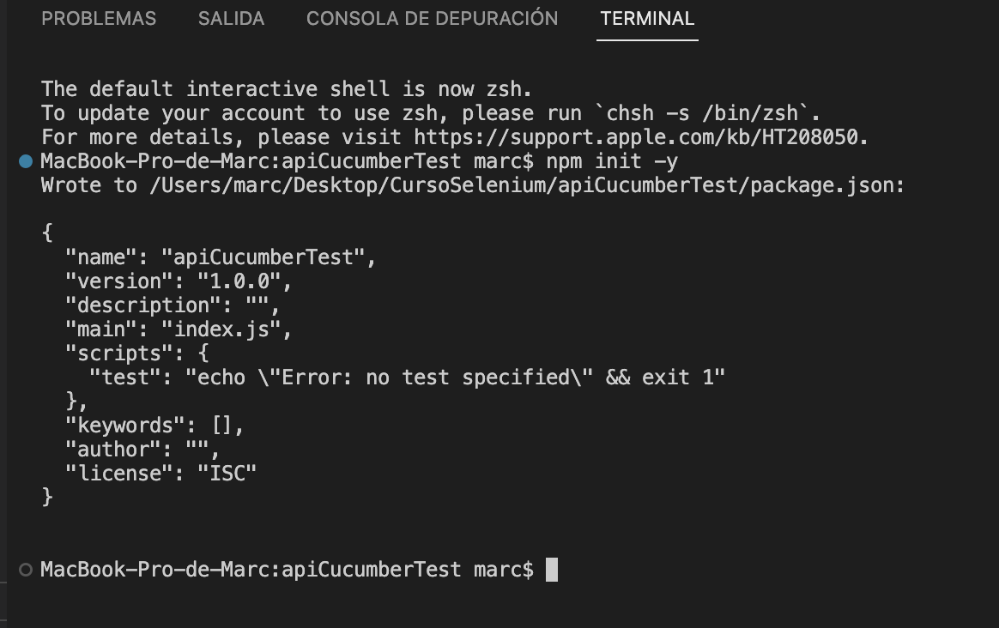 PROBLEMAS SALIDA CONSOLA DE DEPURACIÓN TERMINAL
The default interactive shell is now zsh.
To update your account to use zsh, please run `chsh -s /bin/zsh`.
For more details, please visit https://support.apple.com/kb/HT208050.
MacBook-Pro-de-Marc:apiCucumberTest marc$ npm init -y
Wrote to /Users/marc/Desktop/CursoSelenium/apiCucumberTest/package.json:
{
  "name": "apiCucumberTest",
  "version": "1.0.0",
  "description": "",
  "main": "index.js",
  "scripts": {
    "test": "echo \"Error: no test specified\" && exit 1"
  },
  "keywords": [],
  "author": "",
  "license": "ISC"
}
MacBook-Pro-de-Marc:apiCucumberTest marc$